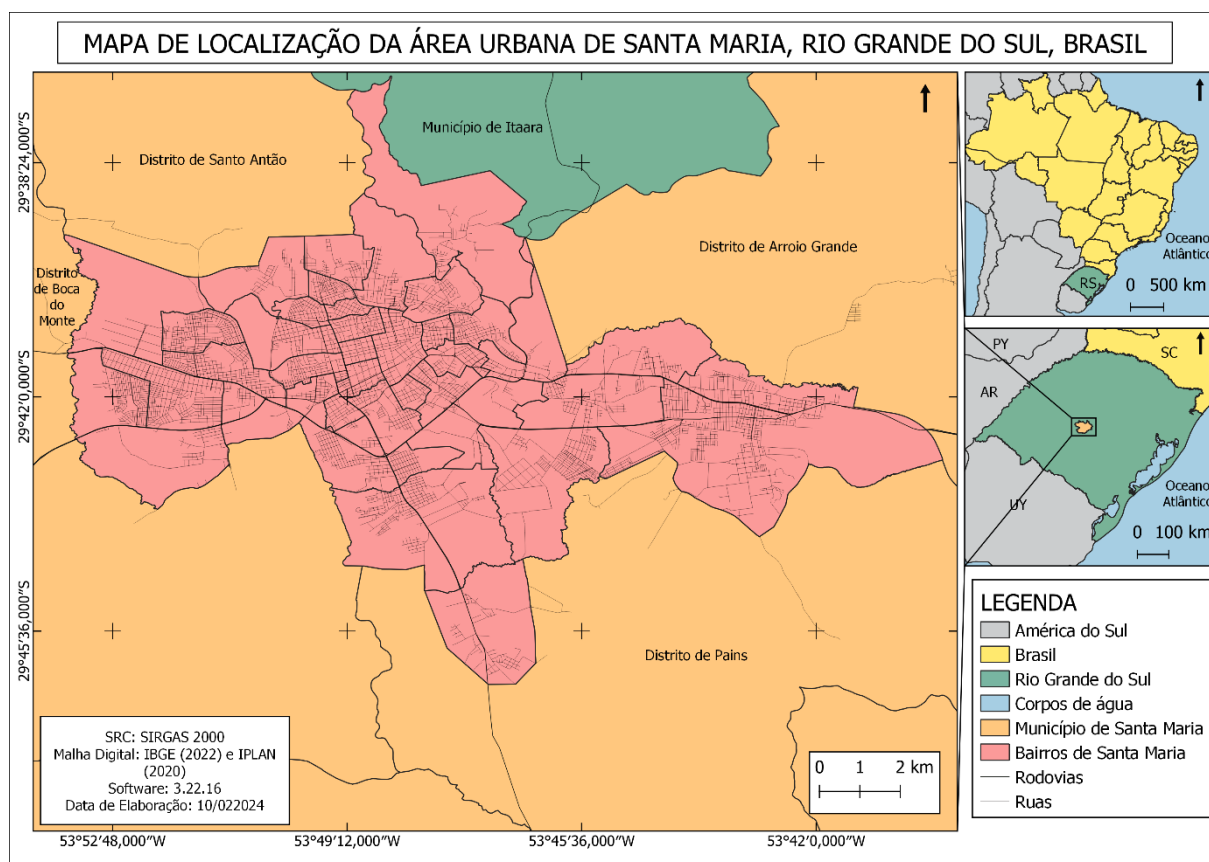 MAPA DE LOCALIZAÇÃO DA ÁREA URBANA DE SANTA MARIA, RIO GRANDE DO SUL, BRASIL
Município de Itaara
Distrito de Santo Antão
Distrito de Arroio Grande
Distrito
de Boca
do
Monte
Distrito de Pains
29°38'24,000"S
29°42'0,000"S
29°45'36,000"S
53°52'48,000"W
53°49'12,000"W
53°45'36,000"W
53°42'0,000"W
SRC: SIRGAS 2000
Malha Digital: IBGE (2022) e IPLAN
(2020)
Software: 3.22.16
Data de Elaboração: 10/022024
0 1 2 km
Oceano
Atlântico
RS
0 500 km
PY
SC
AR
UY
Oceano
Atlântico
0 100 km
LEGENDA
América do Sul
Brasil
Rio Grande do Sul
Corpos de água
Município de Santa Maria
Bairros de Santa Maria
Rodovias
Ruas